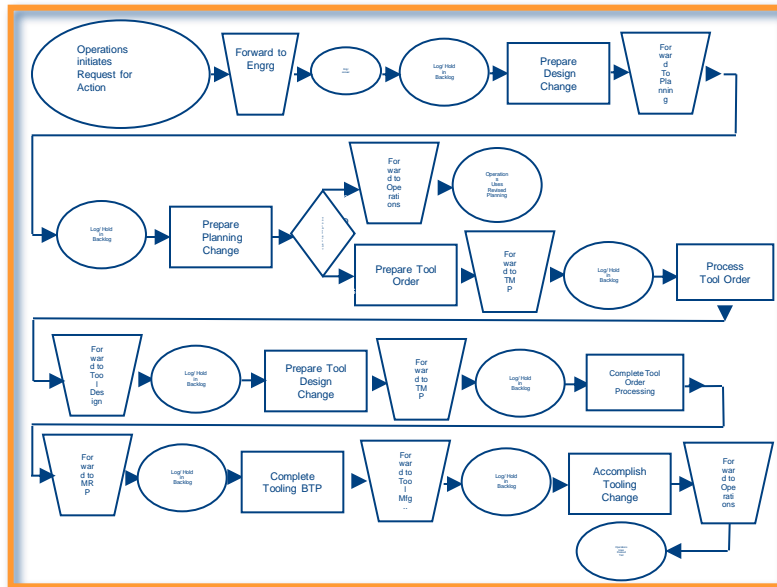 Operations
initiates
Request for
Action
Forward to
Engrg
Log/ Hold
in
Backlog
Prepare
Design
Change
For
war
d
To
Pla
nnin
g
Log/ Hold
in
Backlog
Prepare
Planning
Change
For
war
d to
Ope
rati
ons
Operation
s
Uses
Revised
Planning
Prepare Tool
Order
For
war
d to
TM
P
Log/ Hold
in
Backlog
Process
Tool Order
For
war
d to
Too
l
Des
ign
Log/ Hold
in
Backlog
Prepare Tool
Design
Change
For
war
d to
TM
P
Log/ Hold
in
Backlog
Complete Tool
Order
Processing
For
war
d to
MR
P
Log/ Hold
in
Backlog
Complete
Tooling BTP
For
war
d to
Too
l
Mfg
..
Log/ Hold
in
Backlog
Accomplish
Tooling
Change
For
war
d to
Ope
rati
ons